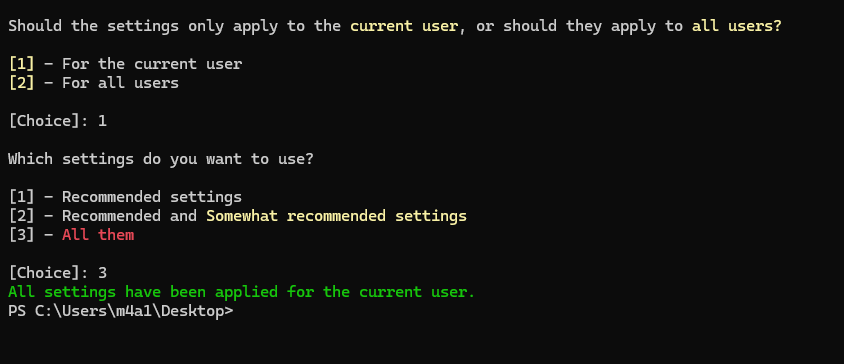 Should the settings only apply to the current user, or should they apply to all users?
[1] - For the current user
[2] - For all users
[Choice]: 1
Which settings do you want to use?
[1] - Recommended settings
[2] - Recommended and Somewhat recommended settings
[3] - All them
[Choice]: 3
All settings have been applied for the current user.
PS C:\Users\m4a1\Desktop>